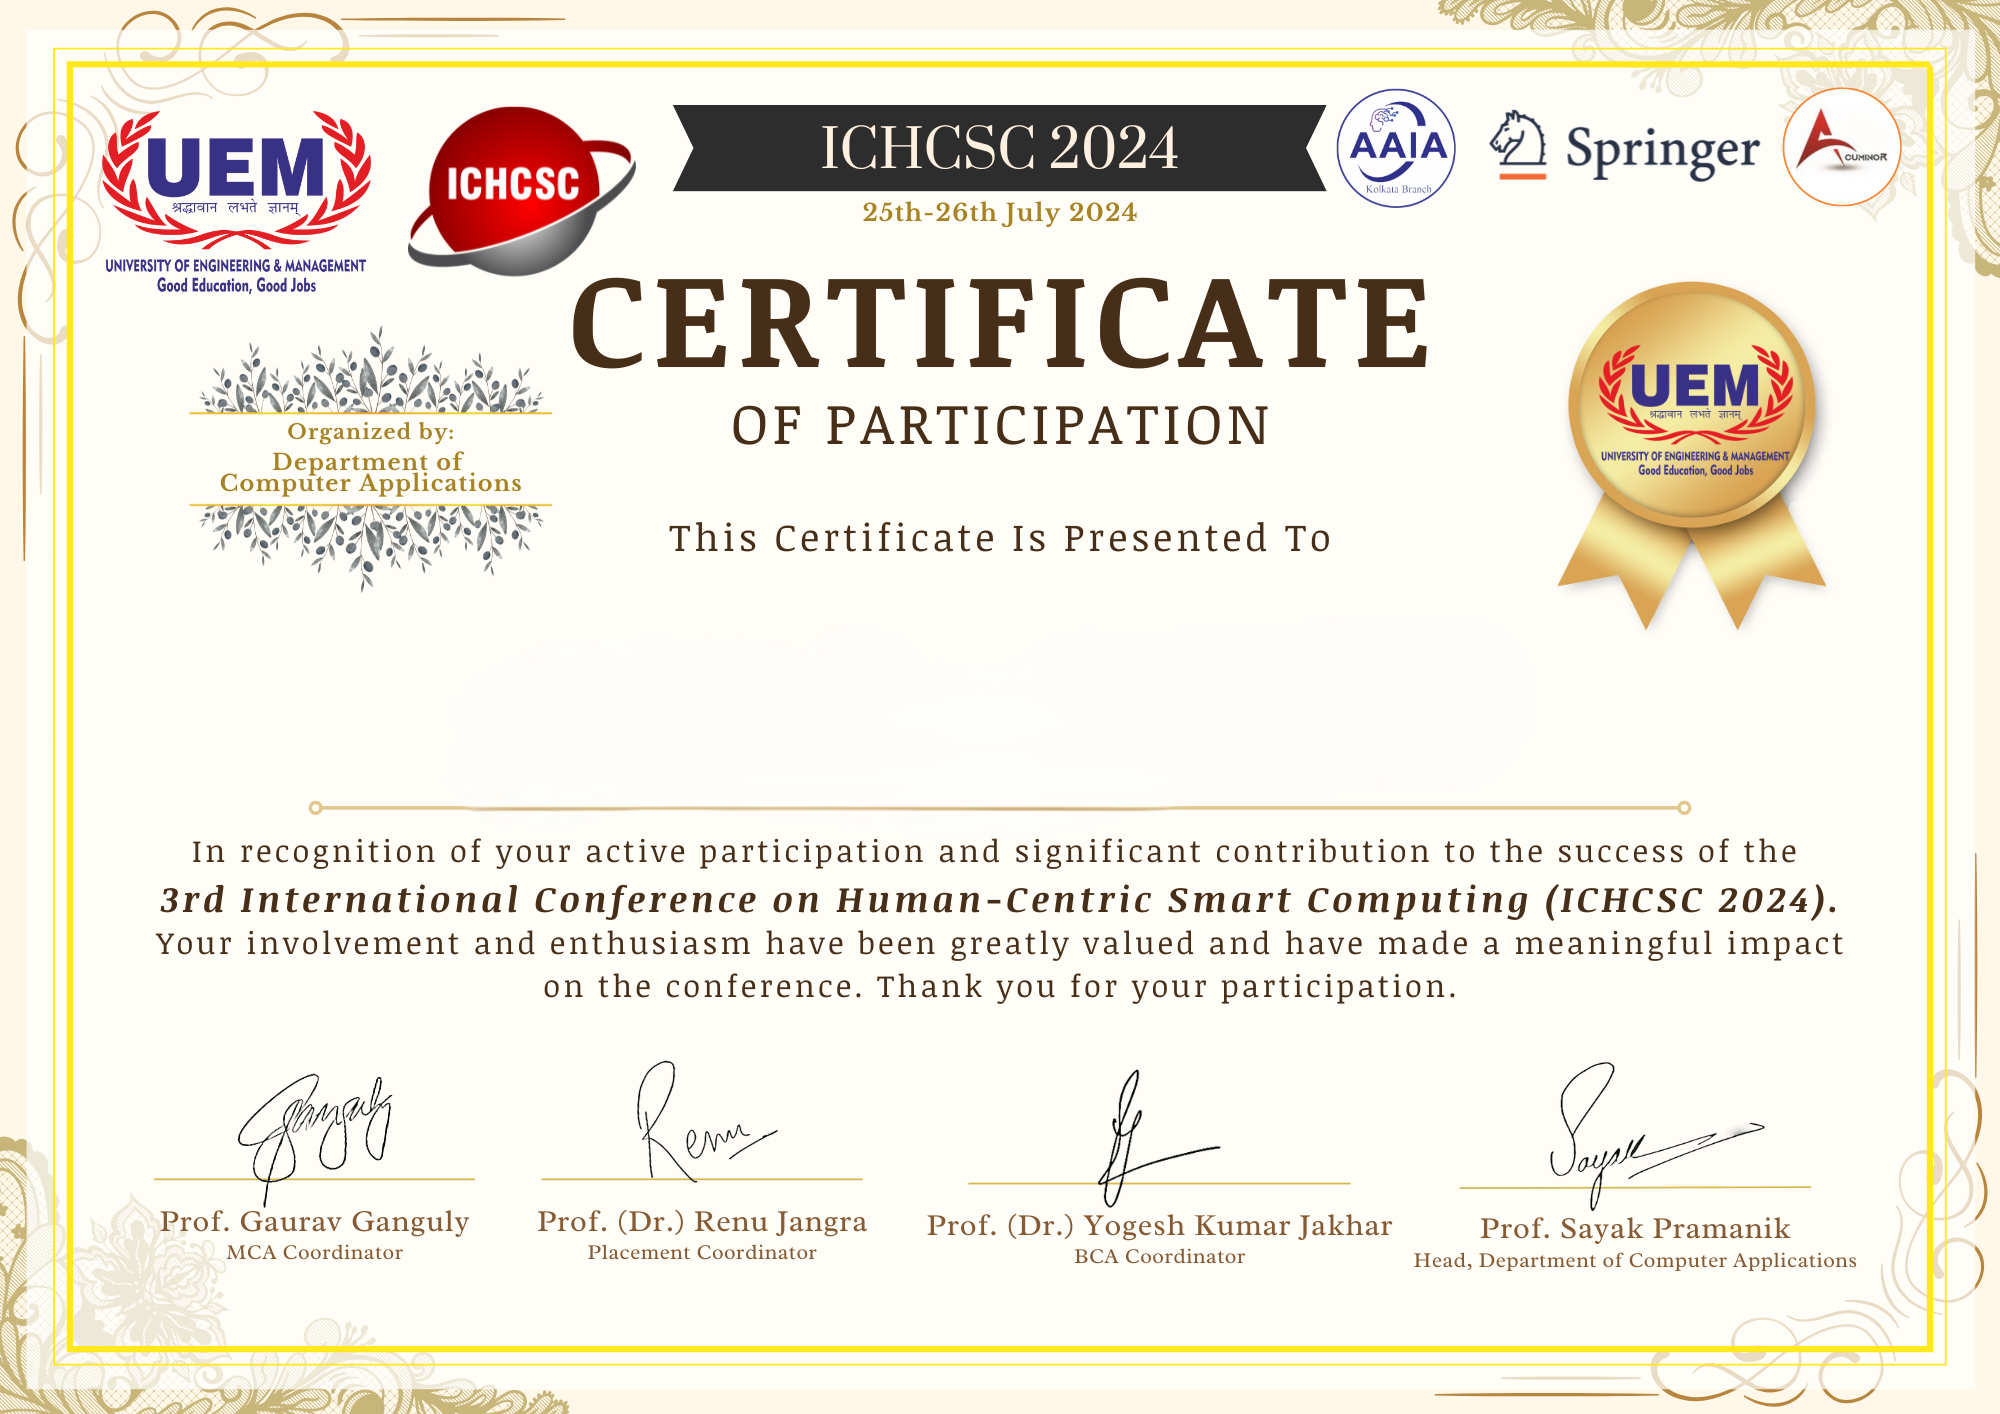 UEM
श्रद्धावान लभते ज्ञानम्
UNIVERSITY OF ENGINEERING & MANAGEMENT
Good Education, Good Jobs
ICHCSC
ICHCSC 2024
25th-26th July 2024
AAIA
Kolkata Branch
Springer
ACUMINOR
CERTIFICATE
OF PARTICIPATION
Organized by:
Department of
Computer Applications
This Certificate Is Presented To
UEM
श्रद्धावान लभते ज्ञानम्
UNIVERSITY OF ENGINEERING & MANAGEMENT
Good Education, Good Jobs
In recognition of your active participation and significant contribution to the success of the
3rd International Conference on Human-Centric Smart Computing (ICHCSC 2024).
Your involvement and enthusiasm have been greatly valued and have made a meaningful impact
on the conference. Thank you for your participation.
Ganguly
Renu
Sayak
Prof. Gaurav Ganguly
MCA Coordinator
Prof. (Dr.) Renu Jangra
Placement Coordinator
Prof. (Dr.) Yogesh Kumar Jakhar
BCA Coordinator
Prof. Sayak Pramanik
Head, Department of Computer Applications